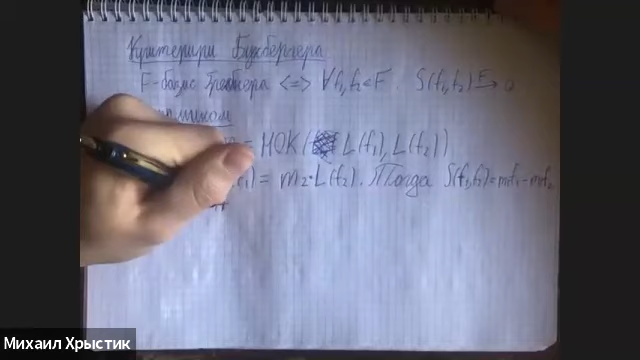 Критерий Бухбергера
F-базис Грёбнера <=> ∀f₁,f₂∈F. S(f₁,f₂) F→ 0
= НОК( L(f₁), L(f₂))
) = m₂·L(f₂). Тогда S(f₁,f₂)=m₁f₁-m₂f₂
Михаил Хрыстик